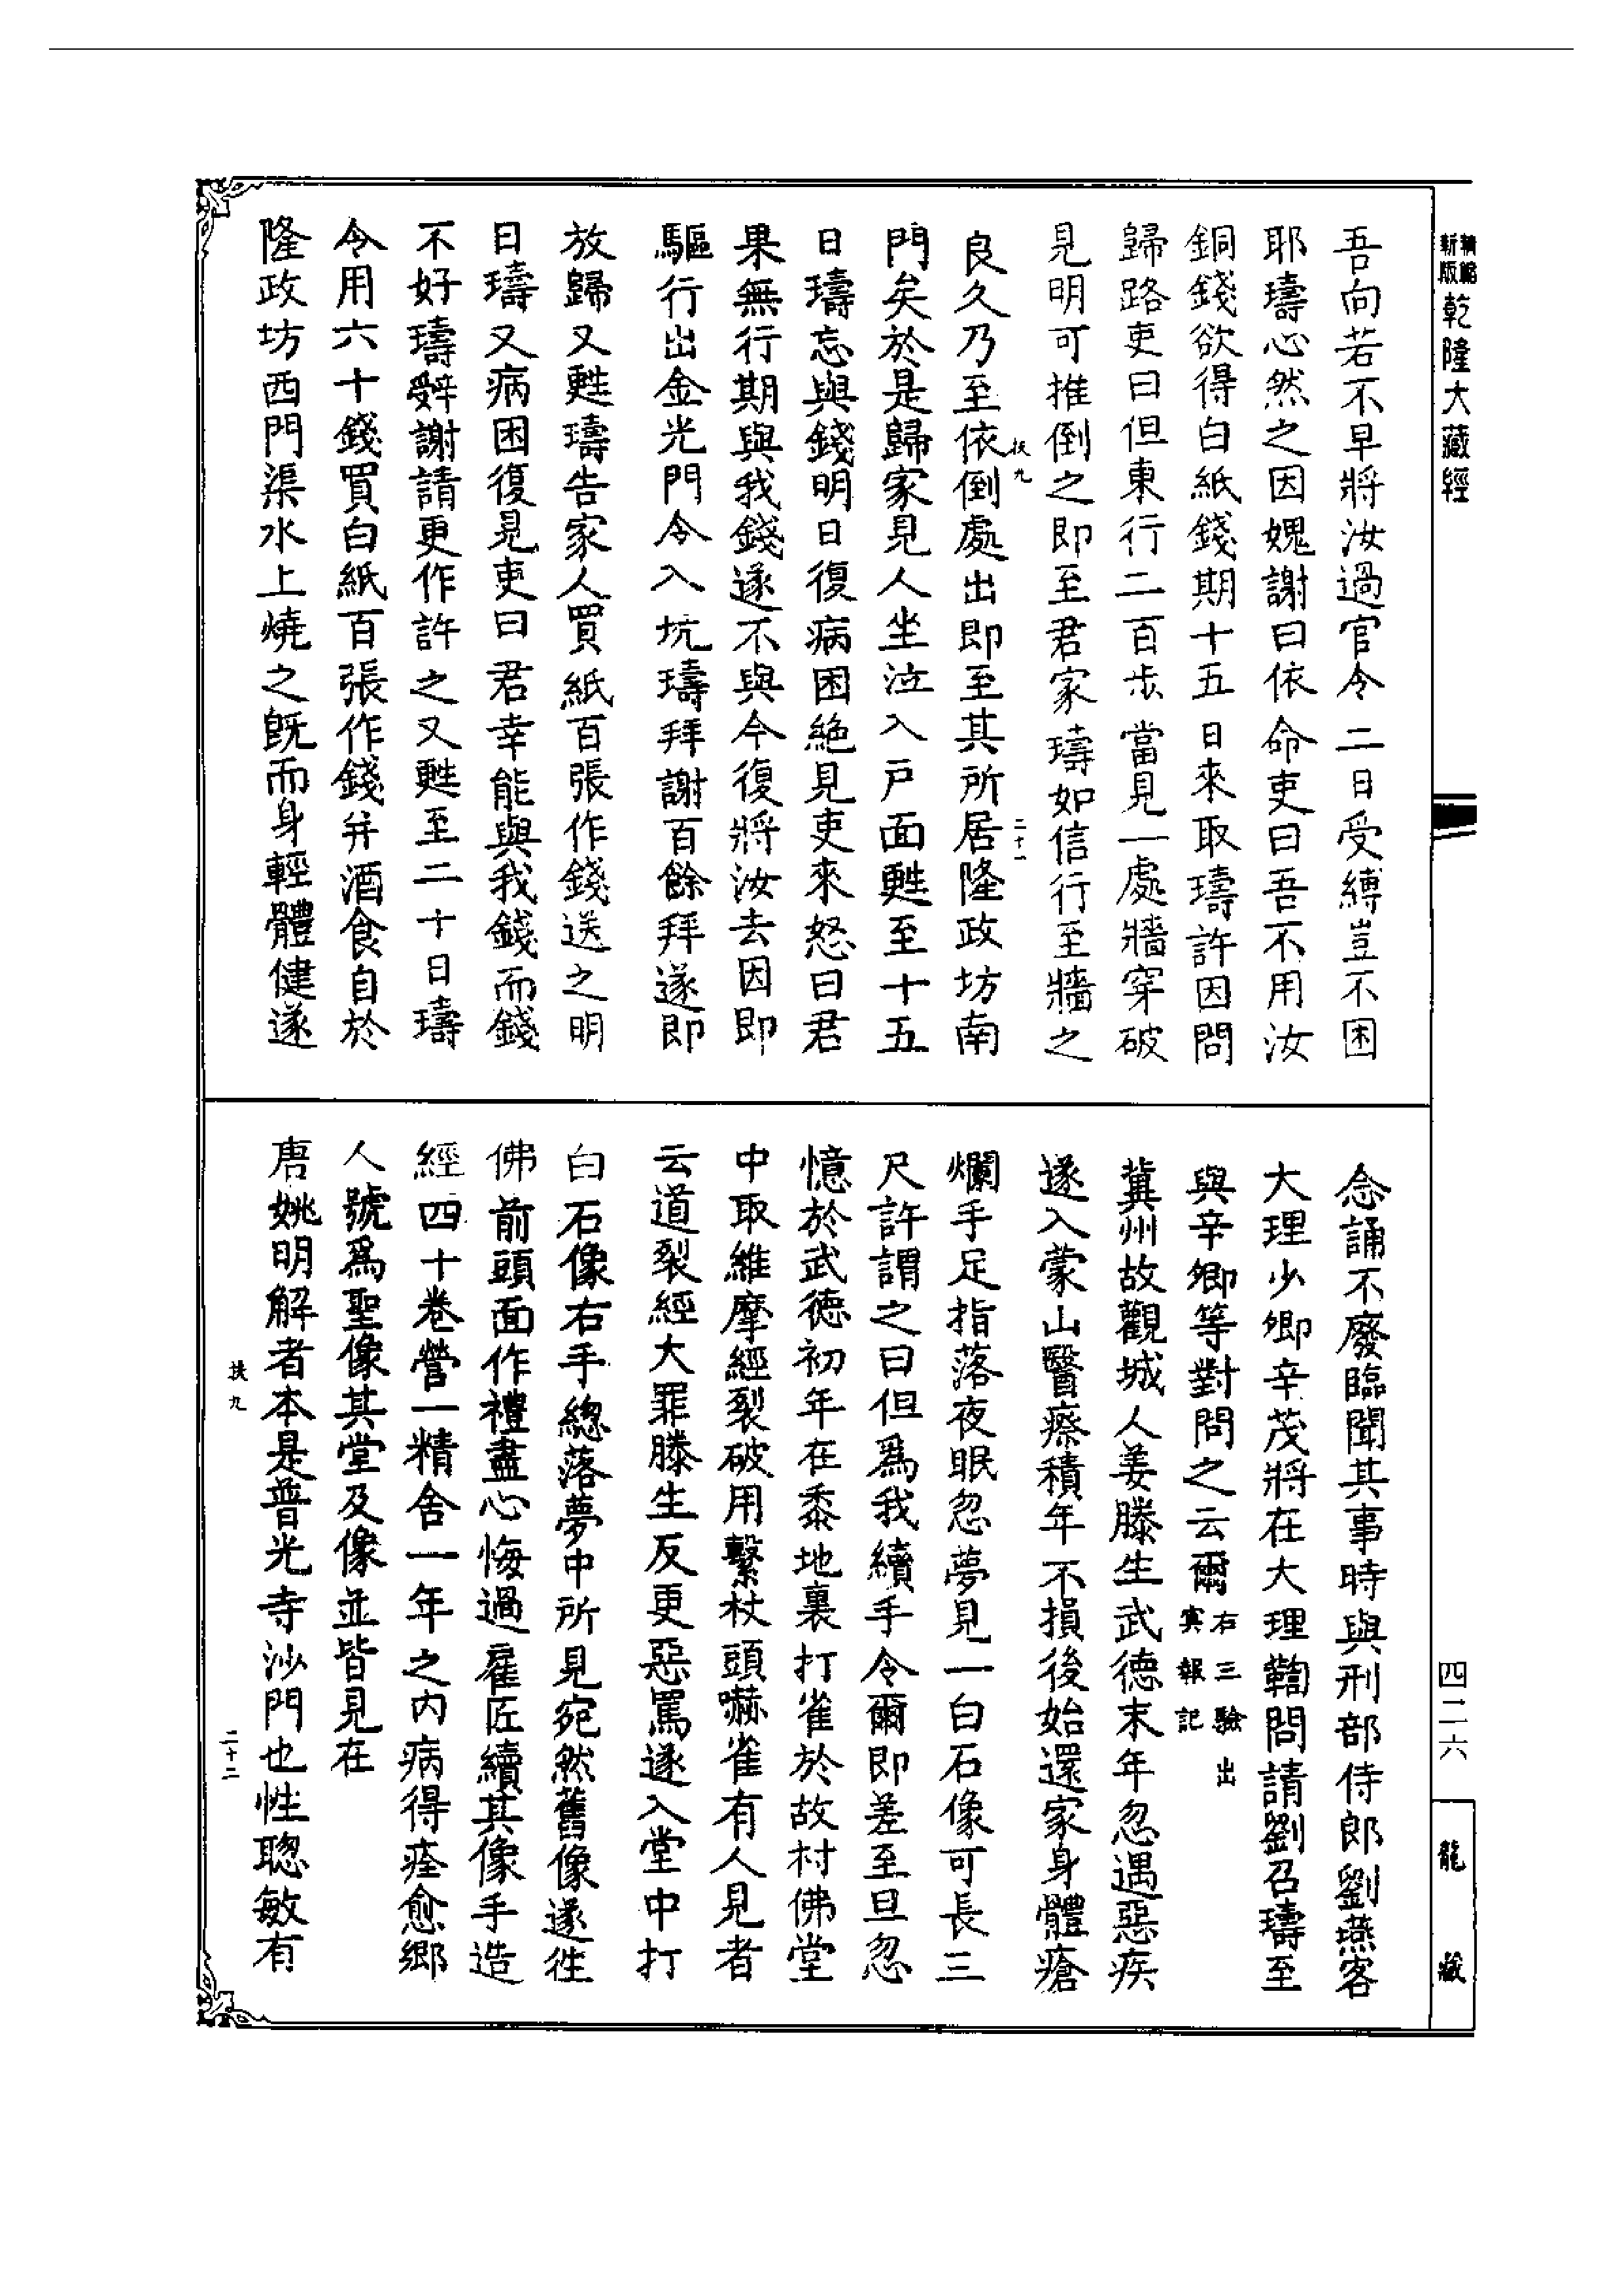 精縮新版乾隆大藏經
吾向若不早將汝過官令二日受縛豈不困
耶璹心然之因媿謝曰依命吏曰吾不用汝
銅錢欲得白紙錢期十五日來取璹許因問
歸路吏曰但東行二百步當見一處牆穿破
見明可推倒之即至君家璹如信行至牆之
扶九 二十一
良久乃至依倒處出即至其所居隆政坊南
門矣於是歸家見人坐泣入戶面甦至十五
日璹忘與錢明日復病困絕見吏來怒曰君
果無行期與我錢遂不與今復將汝去因即
驅行出金光門令入坑璹拜謝百餘拜遂即
放歸又甦璹告家人買紙百張作錢送之明
日璹又病困復見吏曰君幸能與我錢而錢
不好璹辤謝請更作許之又甦至二十日璹
令用六十錢買白紙百張作錢并酒食自於
隆政坊西門渠水上燒之旣而身輕體健遂
念誦不廢臨聞其事時與刑部侍郎劉燕客
大理少卿辛茂將在大理鞫問請劉召璹至
與辛卿等對問之云爾右三驗出冥報記
冀州故觀城人姜滕生武德末年忽遇惡疾
遂入蒙山醫療積年不損後始還家身體瘡
爛手足指落夜眠忽夢見一白石像可長三
尺許謂之曰但爲我續手令爾即差至旦忽
憶於武德初年在黍地裏打雀於故村佛堂
中取維摩經裂破用繫杖頭嚇雀有人見者
云道裂經大罪滕生反更惡罵遂入堂中打
白石像右手總落夢中所見宛然舊像遂往
佛前頭面作禮盡心悔過雇匠續其像手造
經四十卷營一精舍一年之內病得痊愈鄉
人號爲聖像其堂及像並皆見在
唐姚明解者本是普光寺沙門也性聰敏有
扶九 二十二
四二六
龍藏